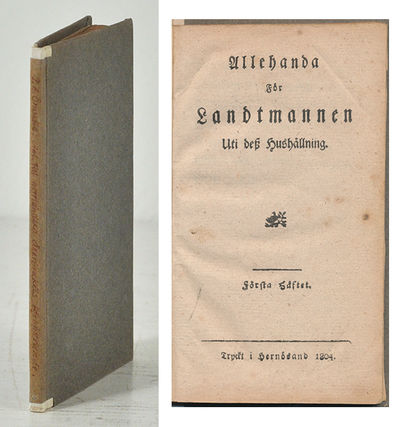 Allehanda
För
Landtmannen
Uti deß Hushållning.
Första Häftet.
Tryckt i Hernösand 1804.